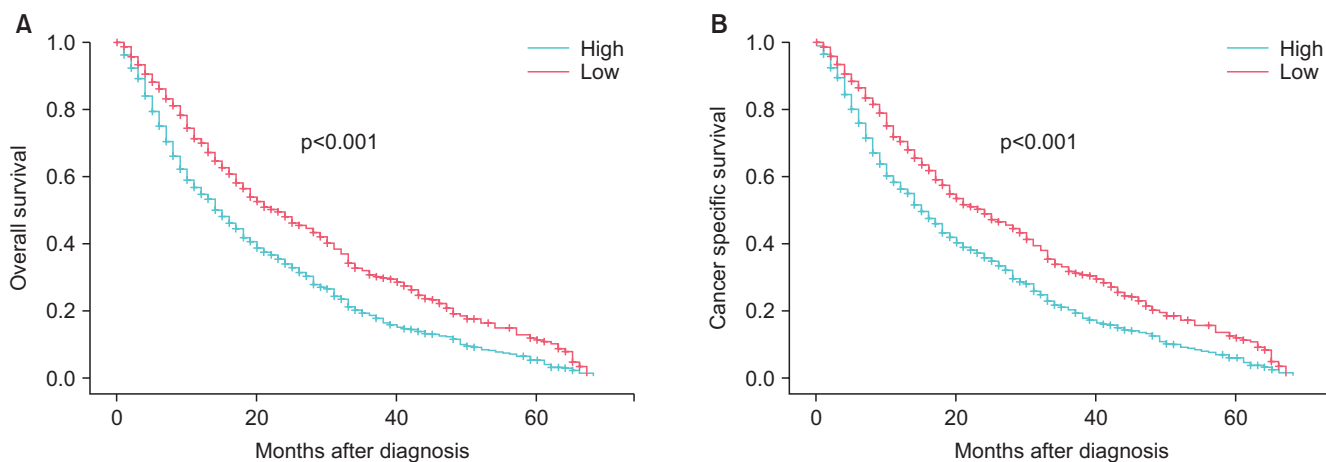 A
1.0
0.8
0.6
0.4
0.2
0.0
Overall survival
High
Low
p<0.001
0 20 40 60
Months after diagnosis
B
1.0
0.8
0.6
0.4
0.2
0.0
Cancer specific survival
High
Low
p<0.001
0 20 40 60
Months after diagnosis